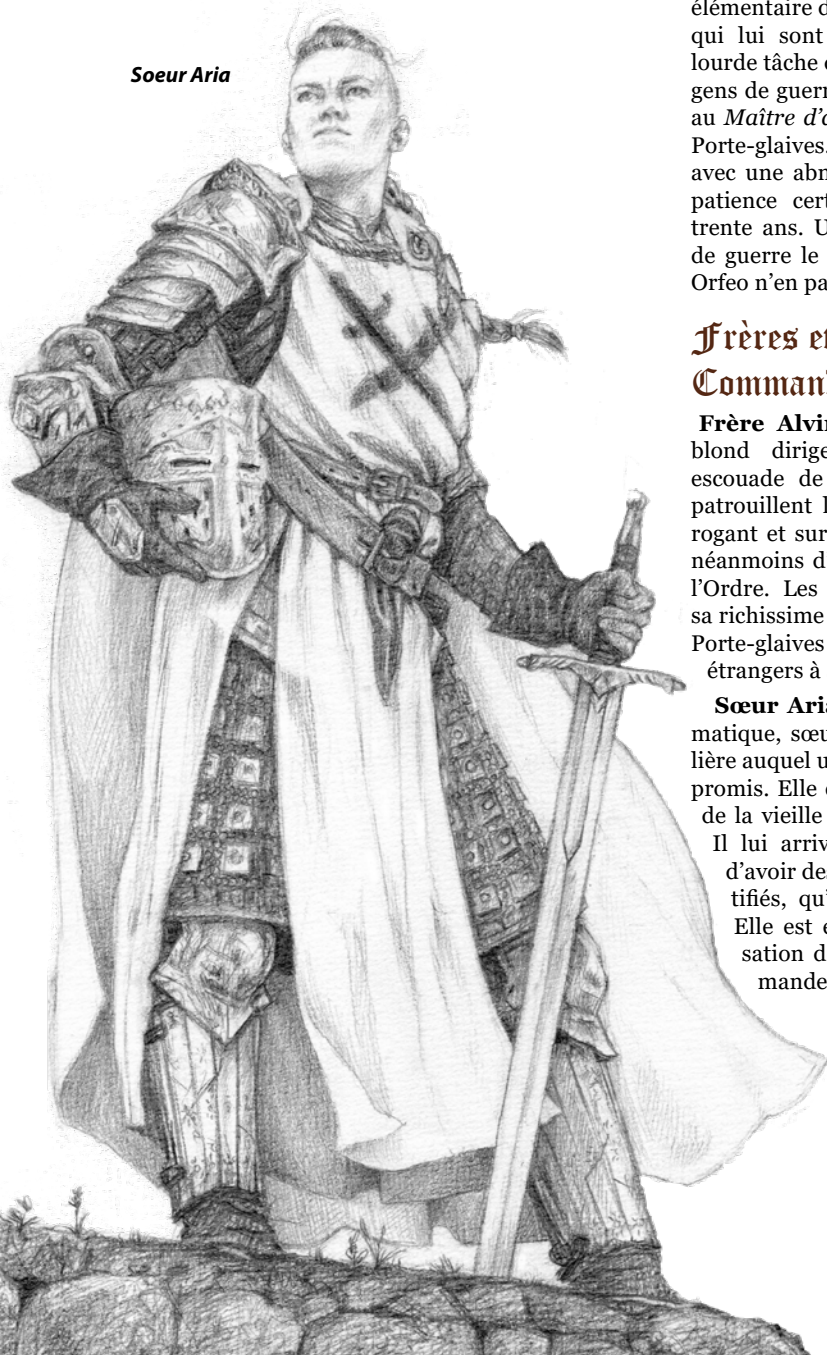 Soeur Aria
élémentaire d
qui lui sont
lourde tâche
gens de guerr
au Maître d'
Porte-glaives.
avec une abn
patience cert
trente ans. U
de guerre le
Orfeo n'en pa
Frères e
Comman
Frère Alvi
blond dirige
escouade de
patrouillent l
rogant et sur
néanmoins d
l'Ordre. Les
sa richissime
Porte-glaives
étrangers à
Sœur Aria
matique, sœu
lière auquel u
promis. Elle
de la vieille
Il lui arriv
d'avoir des
tifiés, qu'
Elle est e
sation d
mande